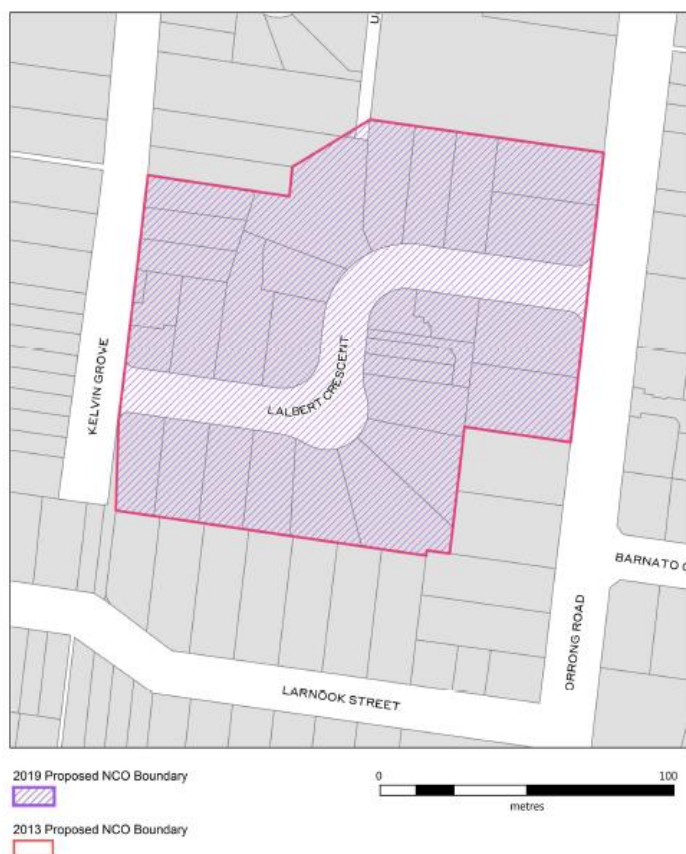 KELVIN GROVE
LALBERT CRESCENT
BARNATO
ORRONG ROAD
LARNOOK STREET
2019 Proposed NCO Boundary
0
100
metres
2013 Proposed NCO Boundary